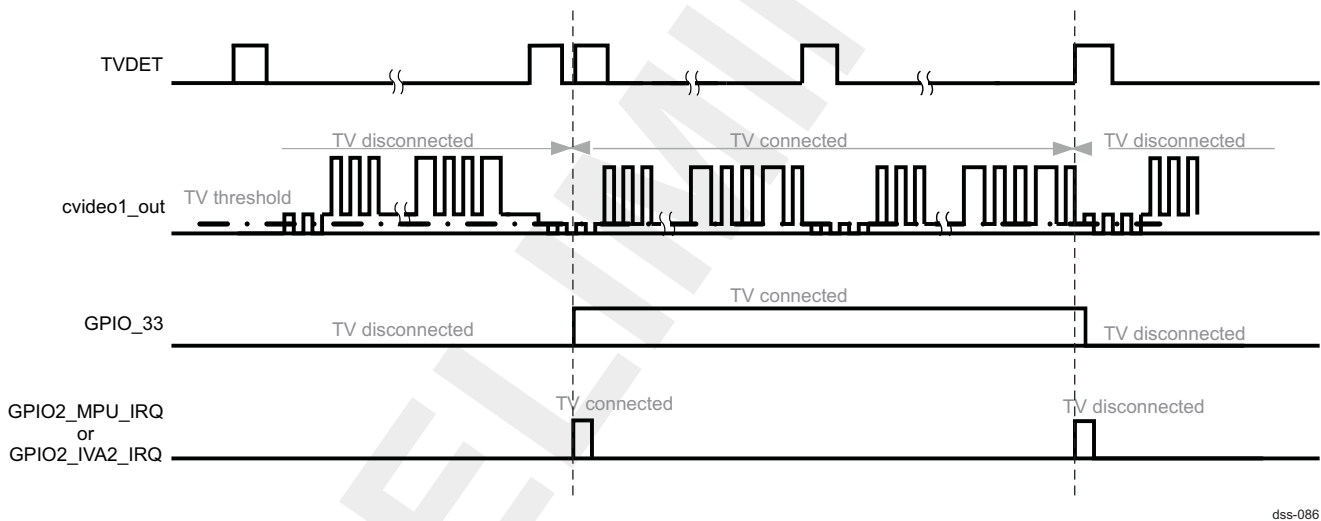 TVDET
TV disconnected
TV connected
TV disconnected
TV threshold
cvideo1_out
TV connected
GPIO_33
TV disconnected
TV disconnected
TV connected
TV disconnected
GPIO2_MPU_IRQ
or
GPIO2_IVA2_IRQ
dss-086